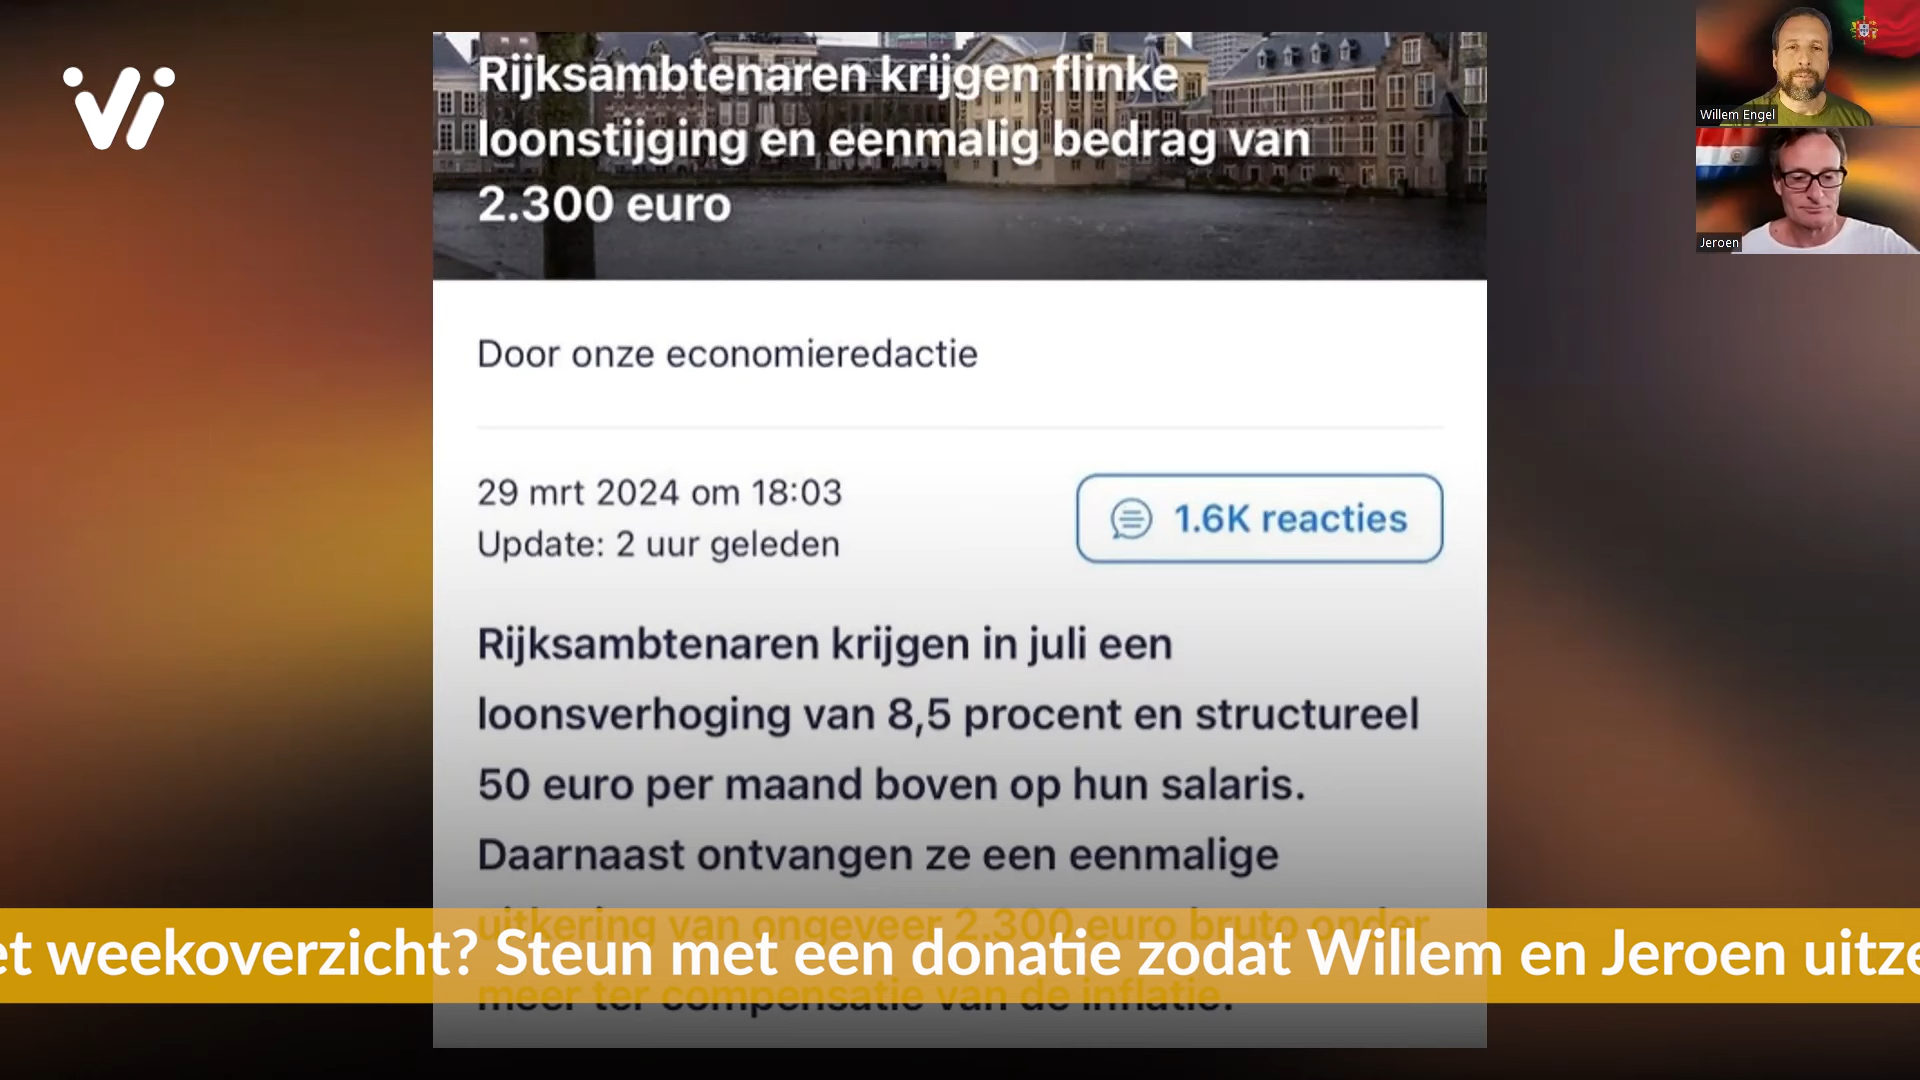 Rijksambtenaren krijgen flinke
loonstijging en eenmalig bedrag van
2.300 euro
Willem Engel
Jeroen
Door onze economieredactie
29 mrt 2024 om 18:03
Update: 2 uur geleden
1.6K reacties
Rijksambtenaren krijgen in juli een
loonsverhoging van 8,5 procent en structureel
50 euro per maand boven op hun salaris.
Daarnaast ontvangen ze een eenmalige
uitkering van ongeveer 2.300 euro bruto onder
et weekoverzicht? Steun met een donatie zodat Willem en Jeroen uitze
meer ter compensatie van de inflatie.